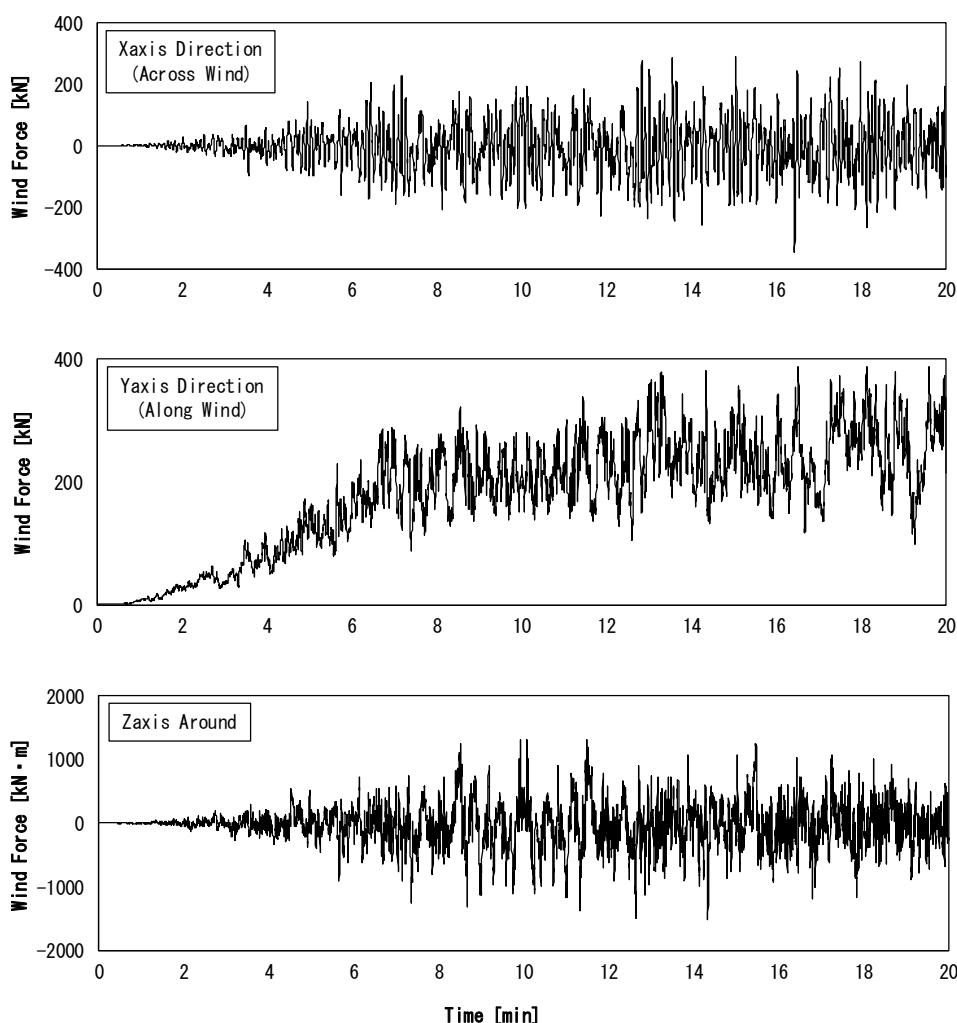 400
Xaxis Direction
(Across Wind)
200
0
−200
−400
Wind Force [kN]
0 2 4 6 8 10 12 14 16 18 20
400
Yaxis Direction
(Along Wind)
200
0
Wind Force [kN]
0 2 4 6 8 10 12 14 16 18 20
2000
Zaxis Around
1000
0
−1000
−2000
Wind Force [kN・m]
0 2 4 6 8 10 12 14 16 18 20
Time [min]